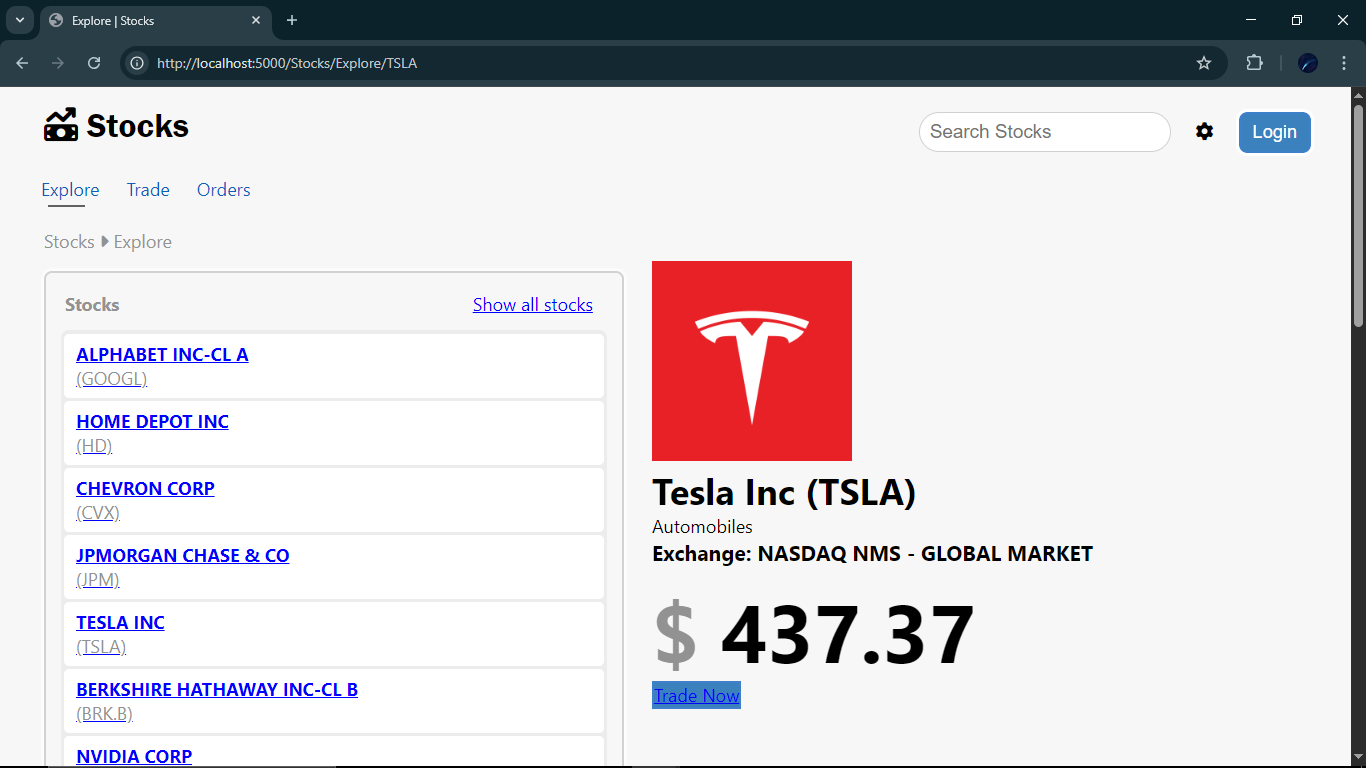 Explore | Stocks
http://localhost:5000/Stocks/Explore/TSLA
Stocks
Search Stocks
Login
Explore
Trade
Orders
Stocks
Explore
Stocks
Show all stocks
ALPHABET INC-CL A
(GOOGL)
HOME DEPOT INC
(HD)
CHEVRON CORP
(CVX)
JPMORGAN CHASE & CO
(JPM)
TESLA INC
(TSLA)
BERKSHIRE HATHAWAY INC-CL B
(BRK.B)
NVIDIA CORP
Tesla Inc (TSLA)
Automobiles
Exchange: NASDAQ NMS - GLOBAL MARKET
$ 437.37
Trade Now